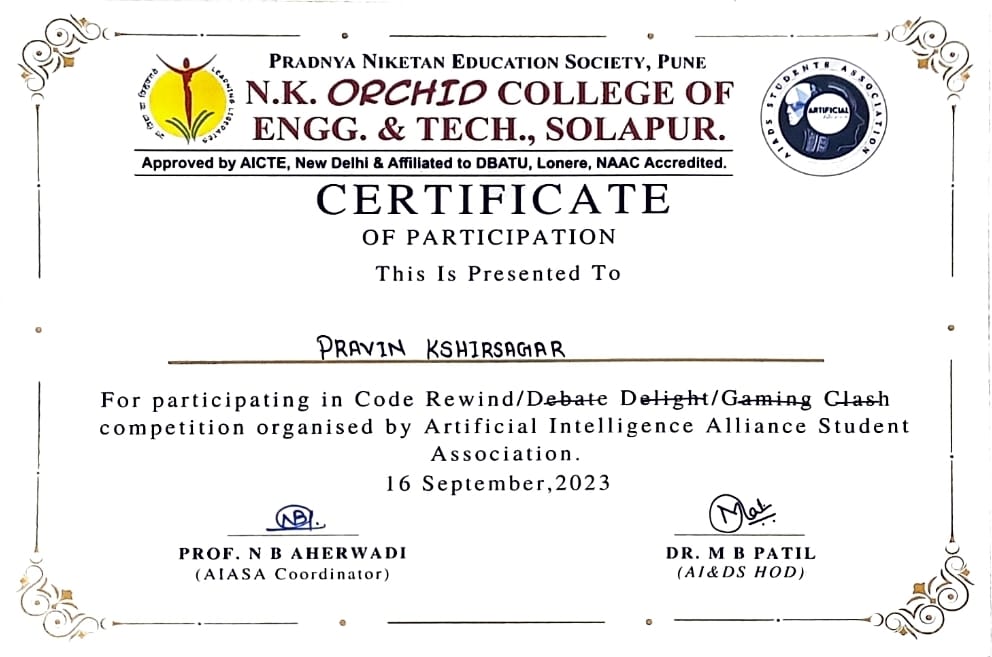 PRADNYA NIKETAN EDUCATION SOCIETY, PUNE
N.K. ORCHID COLLEGE OF
ENGG. & TECH., SOLAPUR.
LEARNING LIBERATES
AIADS STUDENTS ASSOCIATION
ARTIFICIAL
Approved by AICTE, New Delhi & Affiliated to DBATU, Lonere, NAAC Accredited.
CERTIFICATE
OF PARTICIPATION
This Is Presented To
PRAVIN KSHIRSAGAR
For participating in Code Rewind/Debate Delight/Gaming Clash
competition organised by Artificial Intelligence Alliance Student
Association.
16 September,2023
NBA.
PROF. N B AHERWADI
(AIASA Coordinator)
DR. M B PATIL
(AI&DS HOD)